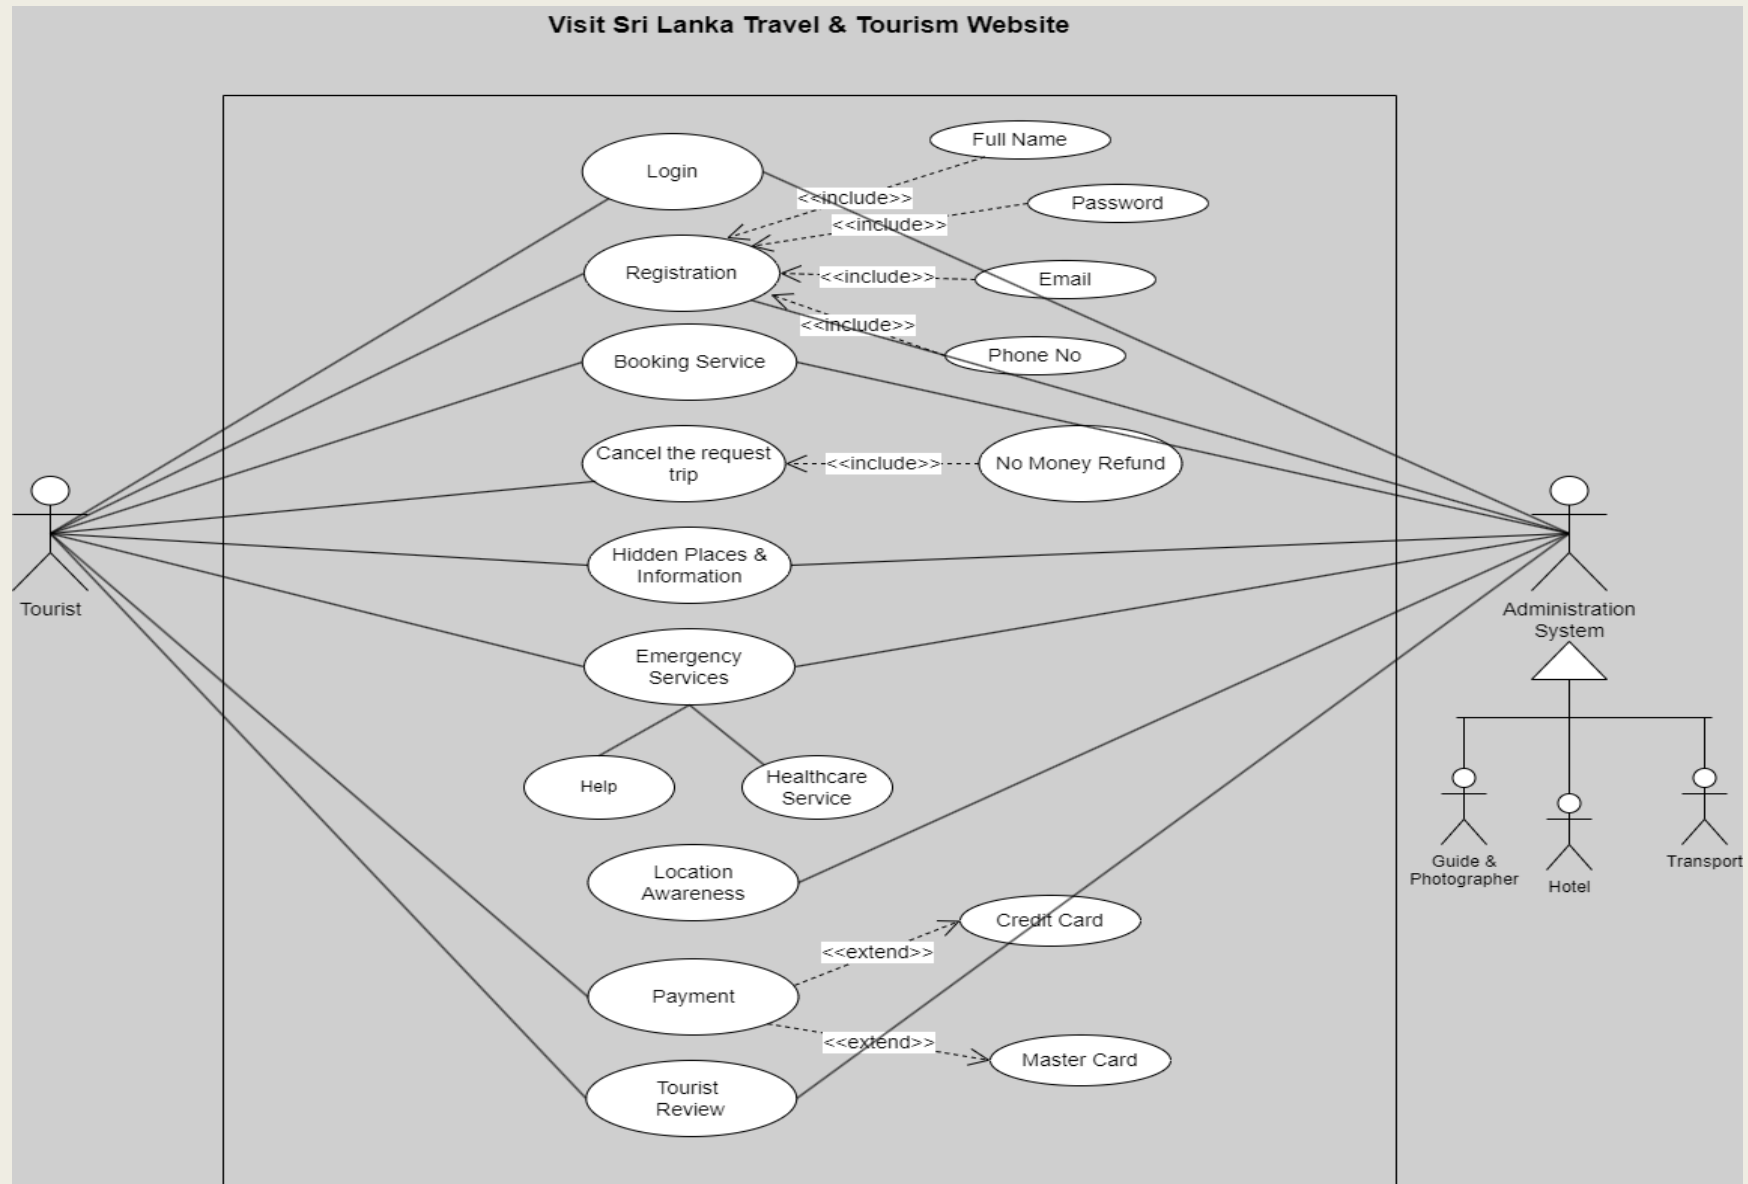 Visit Sri Lanka Travel & Tourism Website
Full Name
Login
<<include>>
Password
<<include>>
Registration
<<include>>
Email
<<include>>
Phone No
Booking Service
Cancel the request
trip
<<include>>
No Money Refund
Hidden Places &
Information
Tourist
Administration
System
Emergency
Services
Help
Healthcare
Service
Guide &
Photographer
Hotel
Transport
Location
Awareness
Credit Card
<<extend>>
Payment
<<extend>>
Master Card
Tourist
Review